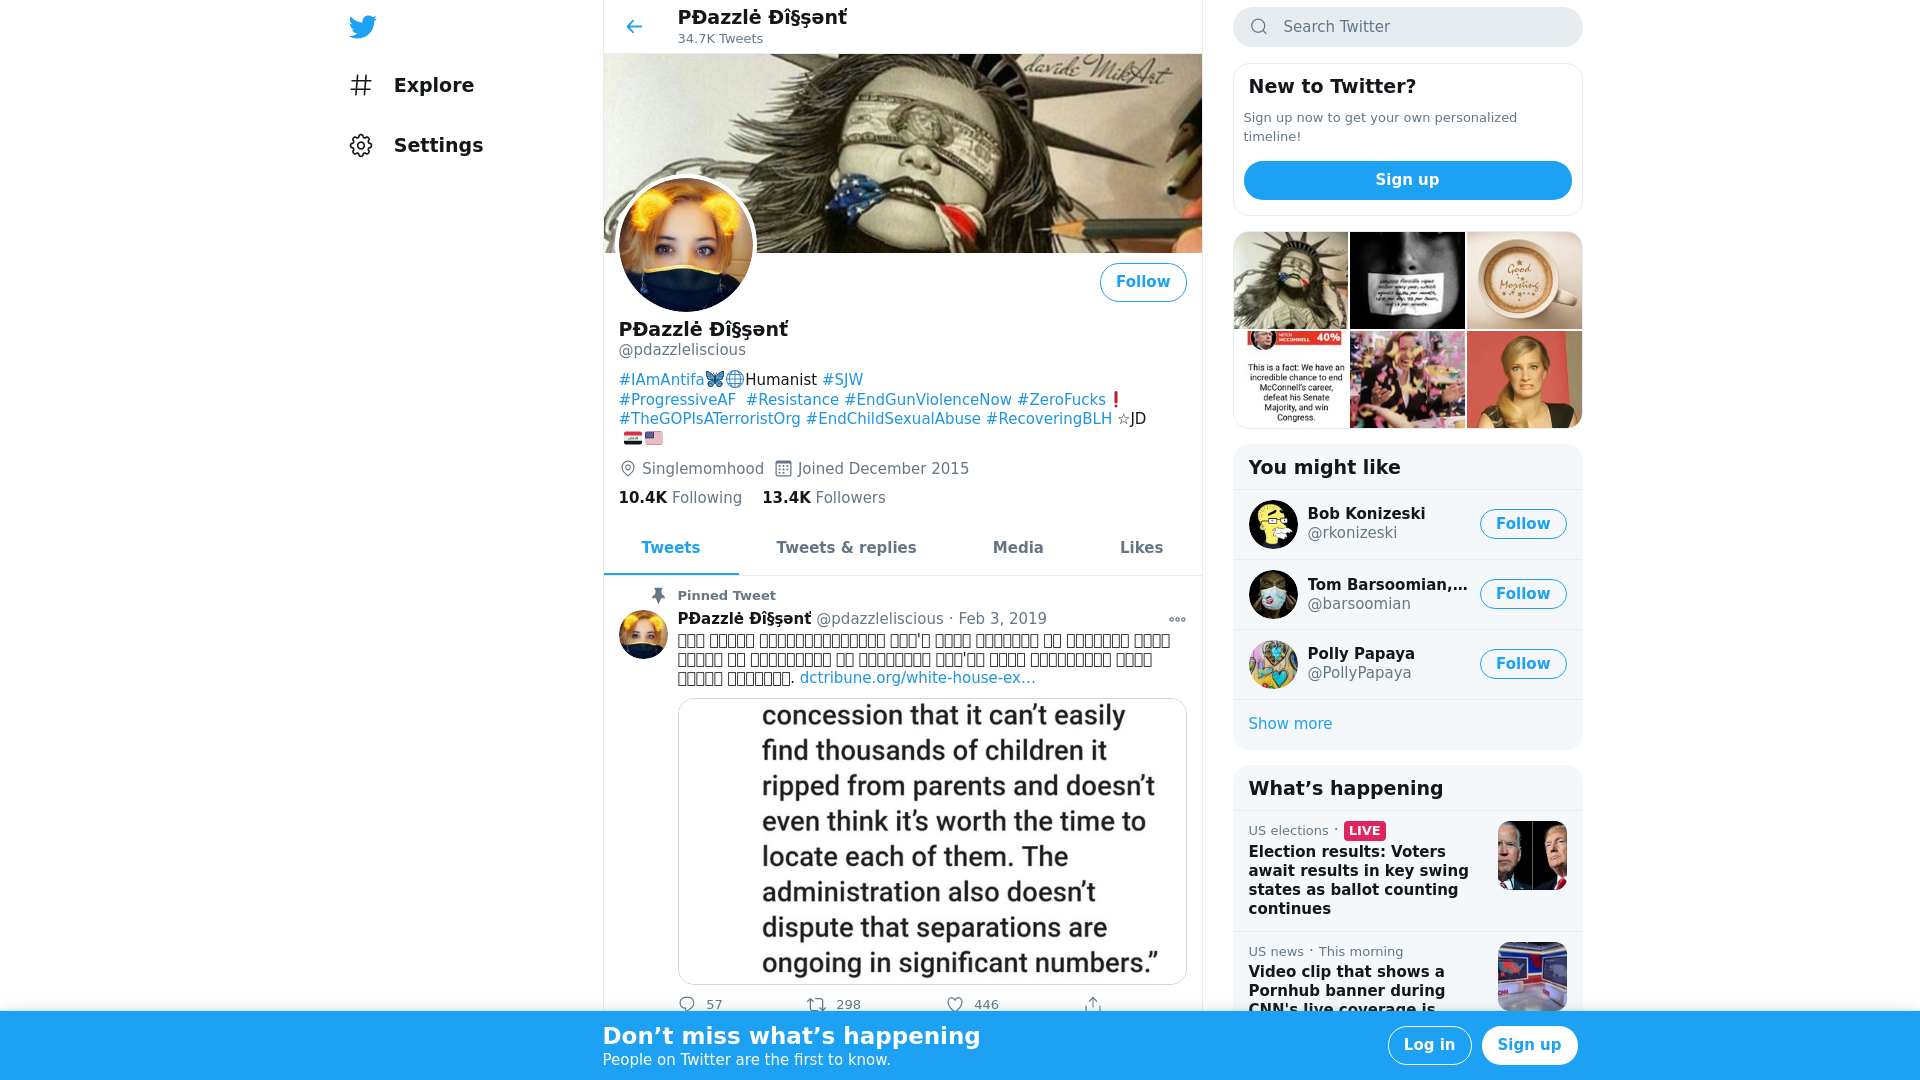 Explore
Settings
PĐazzlė Đî§şənť
34.7K Tweets
davide MikArt
PĐazzlė Đî§şənť
@pdazzleliscious
Follow
#IAmAntifa🦋🌐Humanist #SJW
#ProgressiveAF #Resistance #EndGunViolenceNow #ZeroFucks❗
#TheGOPIsATerroristOrg #EndChildSexualAbuse #RecoveringBLH ☆JD
Singlemomhood Joined December 2015
10.4K Following 13.4K Followers
Tweets Tweets & replies Media Likes
Pinned Tweet
PĐazzlė Đî§şənť @pdazzleliscious · Feb 3, 2019
dctribune.org/white-house-ex…
concession that it can’t easily
find thousands of children it
ripped from parents and doesn’t
even think it’s worth the time to
locate each of them. The
administration also doesn’t
dispute that separations are
ongoing in significant numbers.”
57 298 446
Search Twitter
New to Twitter?
Sign up now to get your own personalized
timeline!
Sign up
Good
Morning
MITCH
MCCONNELL 40%
This is a fact: We have an
incredible chance to end
McConnell's career,
defeat his Senate
Majority, and win
Congress.
You might like
Bob Konizeski
@rkonizeski
Follow
Tom Barsoomian,…
@barsoomian
Follow
Polly Papaya
@PollyPapaya
Follow
Show more
What’s happening
US elections · LIVE
Election results: Voters
await results in key swing
states as ballot counting
continues
US news · This morning
Video clip that shows a
Pornhub banner during
CNN's live coverage is
Don’t miss what’s happening
People on Twitter are the first to know.
Log in
Sign up